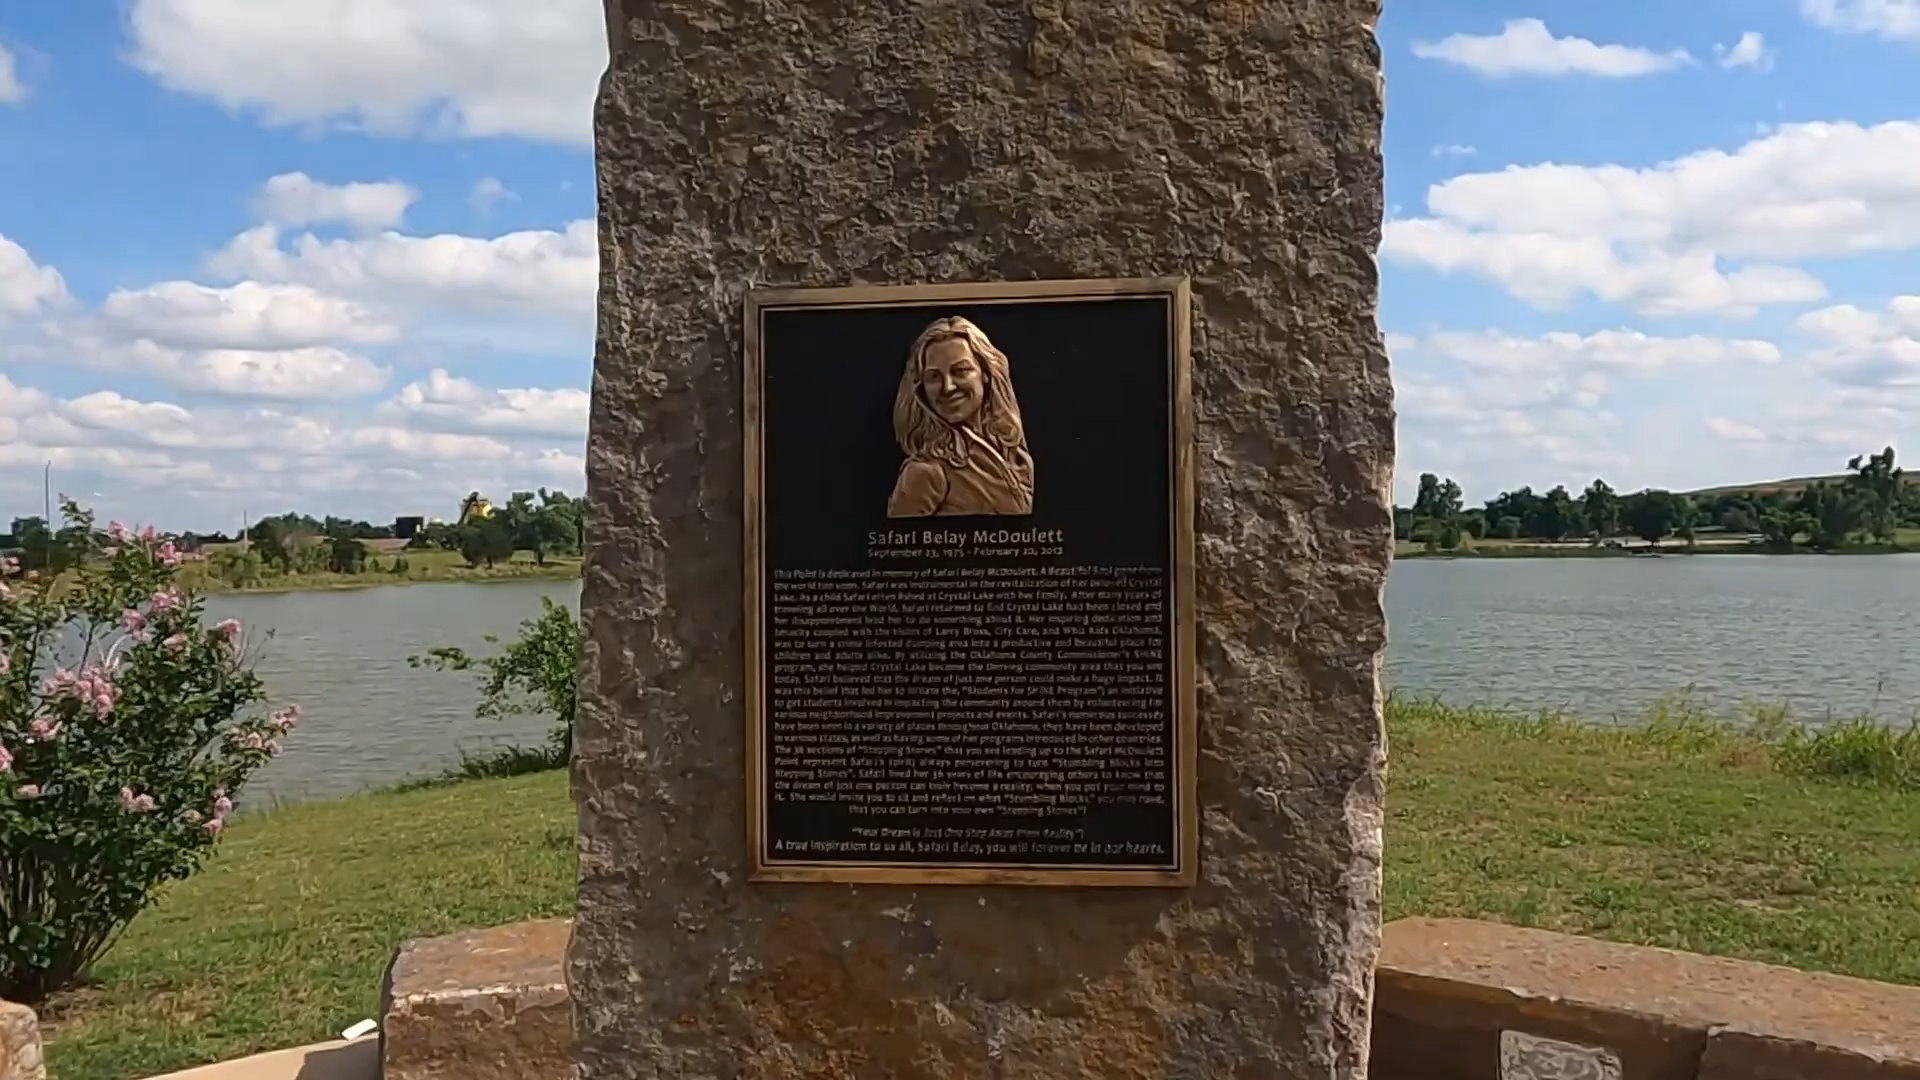 Safari Belay McDoulett
September 23, 1975 - February 20, 2012
This Point is dedicated in memory of Safari Belay McDoulett. A Beautiful Soul gone from
the world too soon. Safari was instrumental in the revitalization of her beloved Crystal
Lake. As a child Safari often fished at Crystal Lake with her family. After many years of
traveling all over the World, Safari returned to find Crystal Lake had been closed and
her disappointment lead her to do something about it. Her inspiring dedication and
tenacity coupled with the vision of Larry Bross, City Care, and Whiz Kids Oklahoma,
was to turn a crime infested dumping area into a productive and beautiful place for
children and adults alike. By utilizing the Oklahoma County Commissioner's SHINE
program, she helped Crystal Lake become the thriving community area that you see
today. Safari believed that the dream of just one person could make a huge impact. It
was this belief that led her to initiate the, "Students for SHINE Program"; an initiative
to get students involved in impacting the community around them by volunteering for
various neighborhood improvement projects and events. Safari's numerous successes
have been seen in a variety of places throughout Oklahoma, they have been developed
in various states, as well as having some of her programs introduced in other countries.
The 36 sections of "Stepping Stones" that you see leading up to the Safari McDoulett
Point represent Safari's spirit; always persevering to turn "Stumbling Blocks into
Stepping Stones". Safari lived her 36 years of life encouraging others to know that
the dream of just one person can truly become a reality; when you put your mind to
it. She would invite you to sit and reflect on what "Stumbling Blocks" you may have,
that you can turn into your own "Stepping Stones"!
"Your Dream is Just One Step Away From Reality"!
A true inspiration to us all, Safari Belay, you will forever be in our hearts.